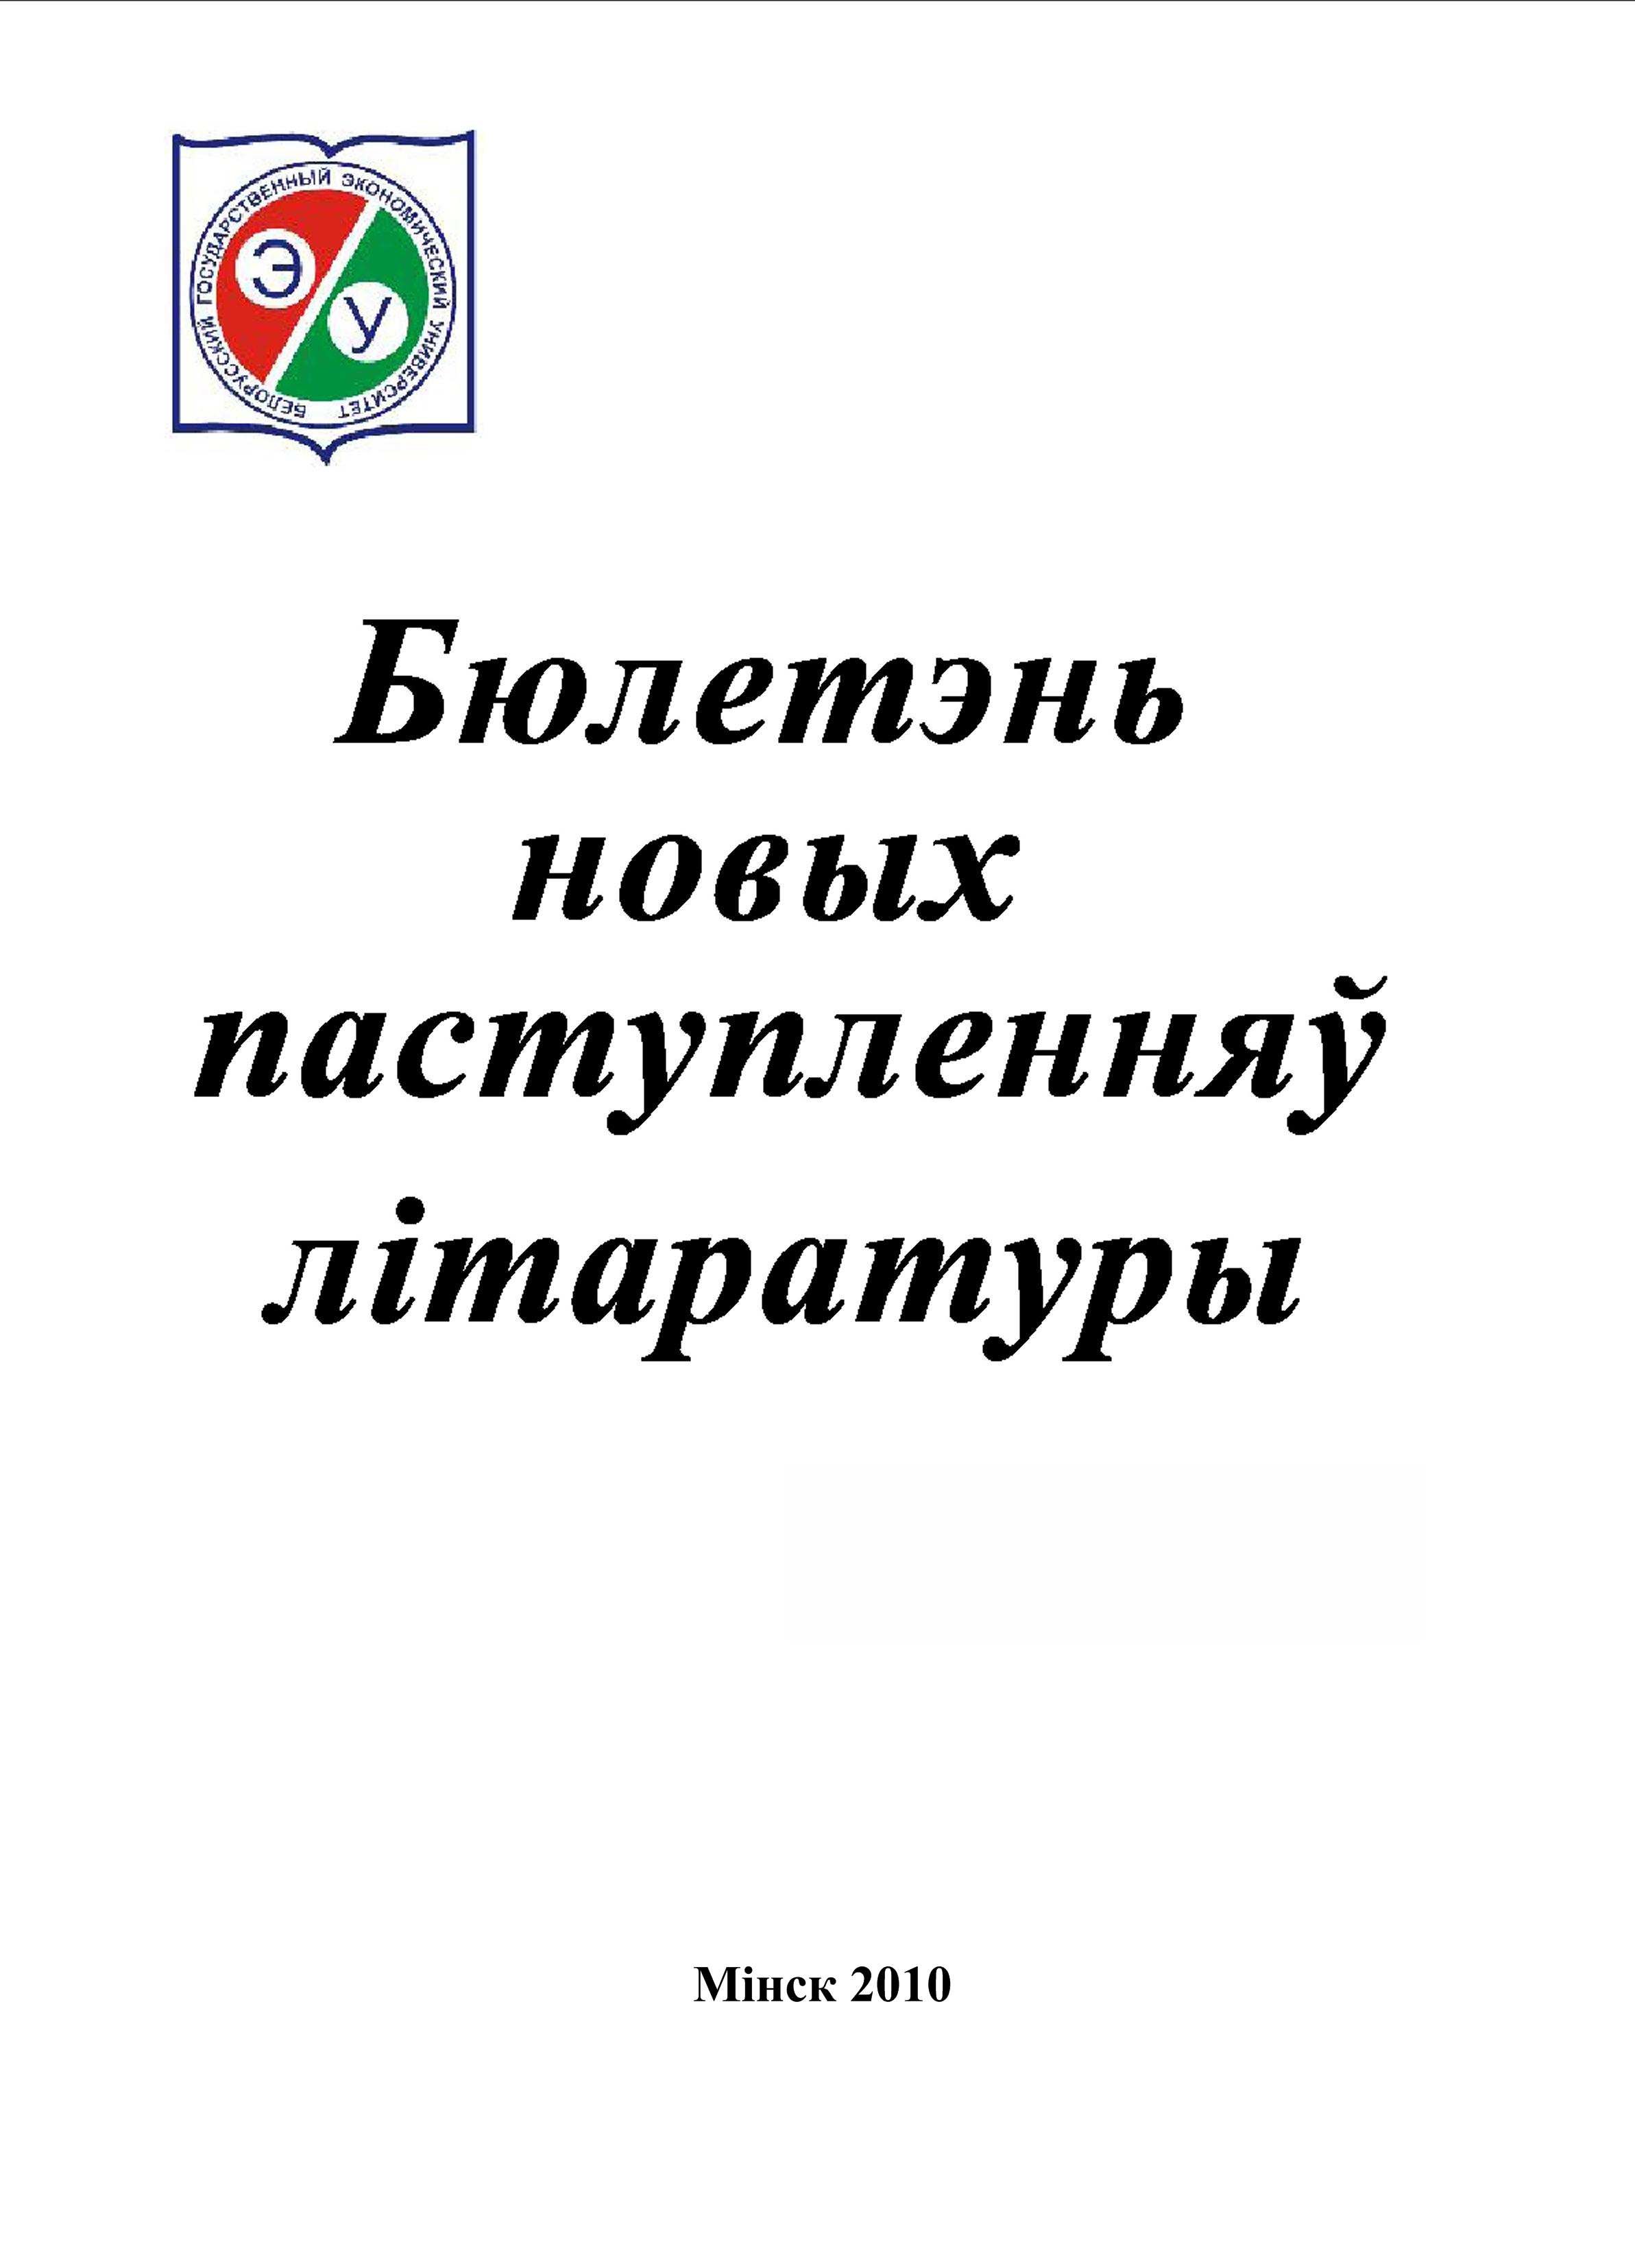 БЕЛОРУССКИЙ ГОСУДАРСТВЕННЫЙ ЭКОНОМИЧЕСКИЙ УНИВЕРСИТЕТ
Э
У
Бюлетэнь
новых
паступленняў
літаратуры
Мінск 2010